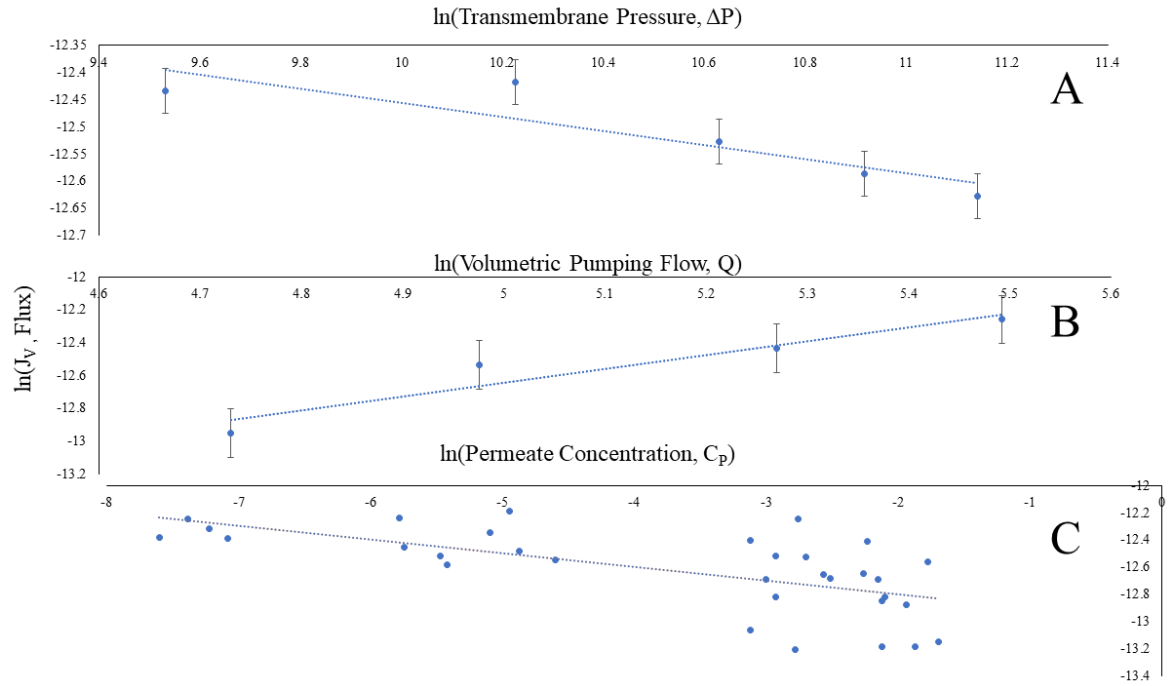 ln(Transmembrane Pressure, ΔP)
-12.35
9.4 9.6 9.8 10 10.2 10.4 10.6 10.8 11 11.2 11.4
-12.4
-12.45
-12.5
-12.55
-12.6
-12.65
-12.7
A
ln(Volumetric Pumping Flow, Q)
-12
4.6 4.7 4.8 4.9 5 5.1 5.2 5.3 5.4 5.5 5.6
-12.2
-12.4
-12.6
-12.8
-13
-13.2
B
ln(J_V, Flux)
ln(Permeate Concentration, C_P)
-8 -7 -6 -5 -4 -3 -2 -1 0
-12
-12.2
-12.4
-12.6
-12.8
-13
-13.2
-13.4
C